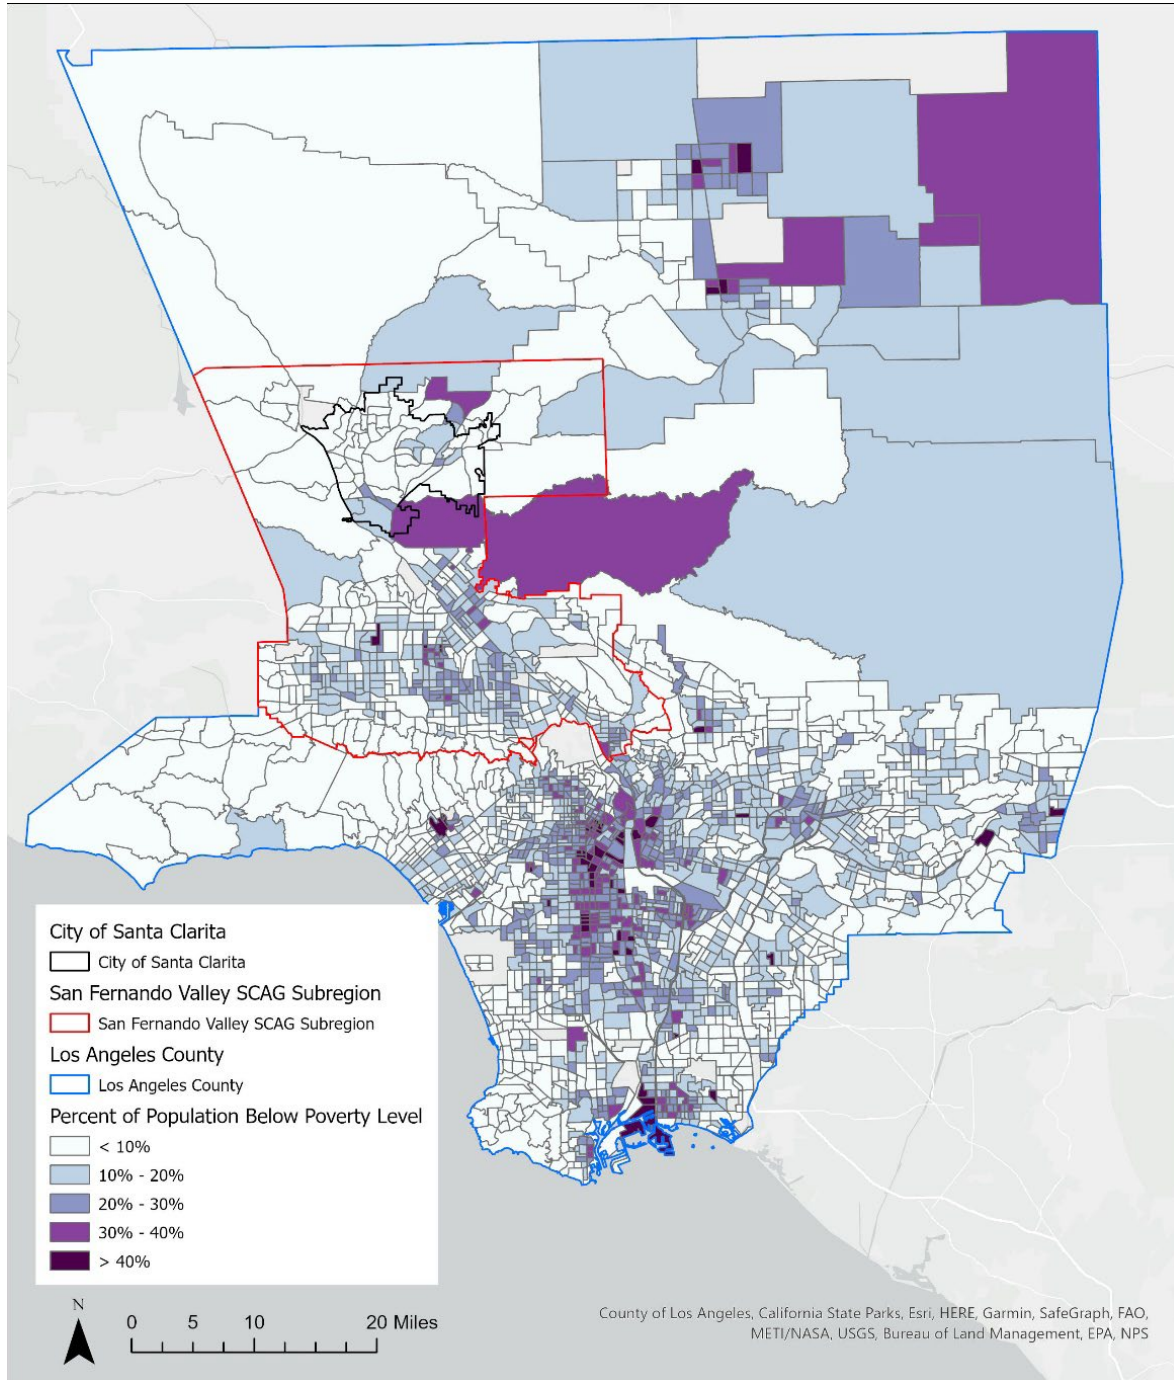 City of Santa Clarita
City of Santa Clarita
San Fernando Valley SCAG Subregion
San Fernando Valley SCAG Subregion
Los Angeles County
Los Angeles County
Percent of Population Below Poverty Level
< 10%
10% - 20%
20% - 30%
30% - 40%
> 40%
N
0 5 10 20 Miles
County of Los Angeles, California State Parks, Esri, HERE, Garmin, SafeGraph, FAO,
METI/NASA, USGS, Bureau of Land Management, EPA, NPS